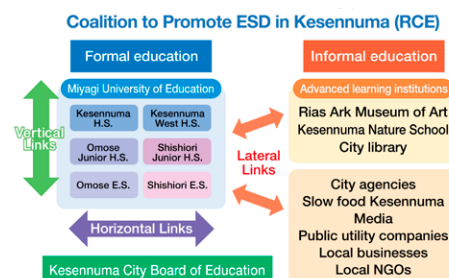 Coalition to Promote ESD in Kesennuma (RCE)
Formal education
Informal education
Miyagi University of Education
Advanced learning institutions
Vertical
Links
Kesennuma
H.S.
Kesennuma
West H.S.
Omose
Junior H.S.
Shishiori
Junior H.S.
Omose E.S.
Shishiori E.S.
Lateral
Links
Rias Ark Museum of Art
Kesennuma Nature School
City library
City agencies
Slow food Kesennuma
Media
Public utility companies
Local businesses
Local NGOs
Horizontal Links
Kesennuma City Board of Education